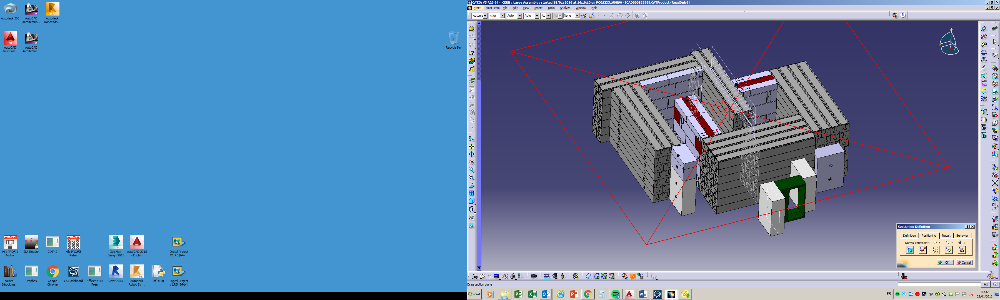 Autodesk 360
AutoCAD
Architectur...
Autodesk
Robot Str...
AutoCAD
Structural ...
AutoCAD
Architectur...
Recycle Bin
Hilti PROFIS
Anchor
SIA-Reader
GIMP 2
Hilti PROFIS
Rebar
3ds Max
Design 2015
AutoCAD 2015
- English
Digital Project
V1,R5 (64-...
calibre -
E-book ma...
Dropbox
Google
Chrome
CS Dashboard
EfficientPIM
Free
Revit 2015
Autodesk
Robot Str...
PdfToList
Digital Project
V1,R5 (64-bit)
CATIA V5 R23 64 - CERN : Large Assembly : started 28/01/2016 at 16:10:10 on PCGS2X3160H90 - [CAD000835969.CATProduct (ReadOnly) ]
Start SmarTeam File Edit View Insert Tools Analyze Window Help
Automa Auto Auto Auto Aut Aut None
Sectioning Definition
Definition Positioning Result Behavior
Normal constraint: X Y Z
OK Cancel
CATIA
Drag section plane
Start
FR
16:32
28/01/2016